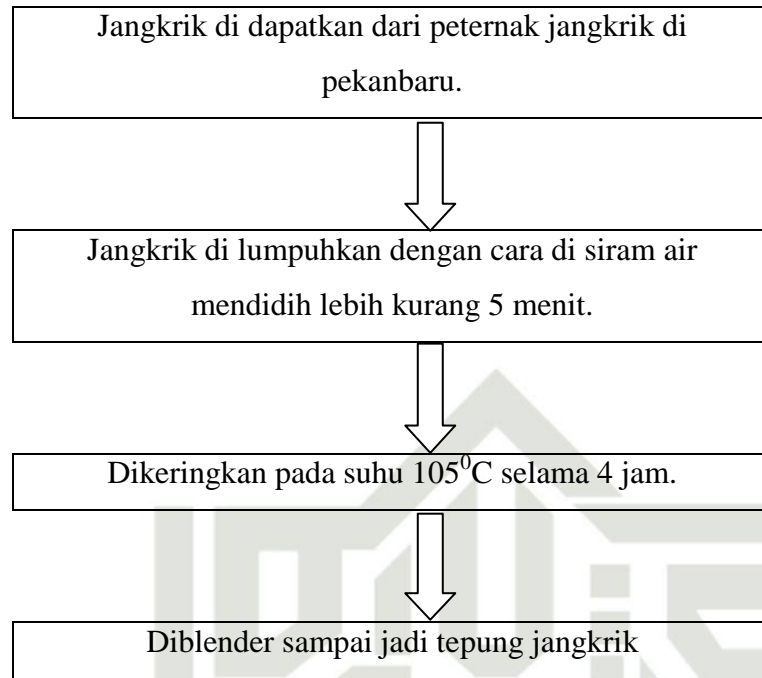 Jangkrik di dapatkan dari peternak jangkrik di
pekanbaru.
Jangkrik di lumpuhkan dengan cara di siram air
mendidih lebih kurang 5 menit.
Dikeringkan pada suhu 105⁰C selama 4 jam.
Diblender sampai jadi tepung jangkrik